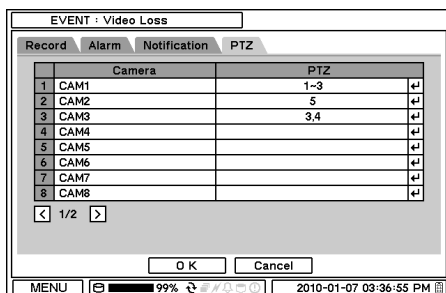 EVENT : Video Loss
Record Alarm Notification PTZ
Camera PTZ
1 CAM1 1~3
2 CAM2 5
3 CAM3 3,4
4 CAM4
5 CAM5
6 CAM6
7 CAM7
8 CAM8
< 1/2 >
O K Cancel
MENU 99% 2010-01-07 03:36:55 PM